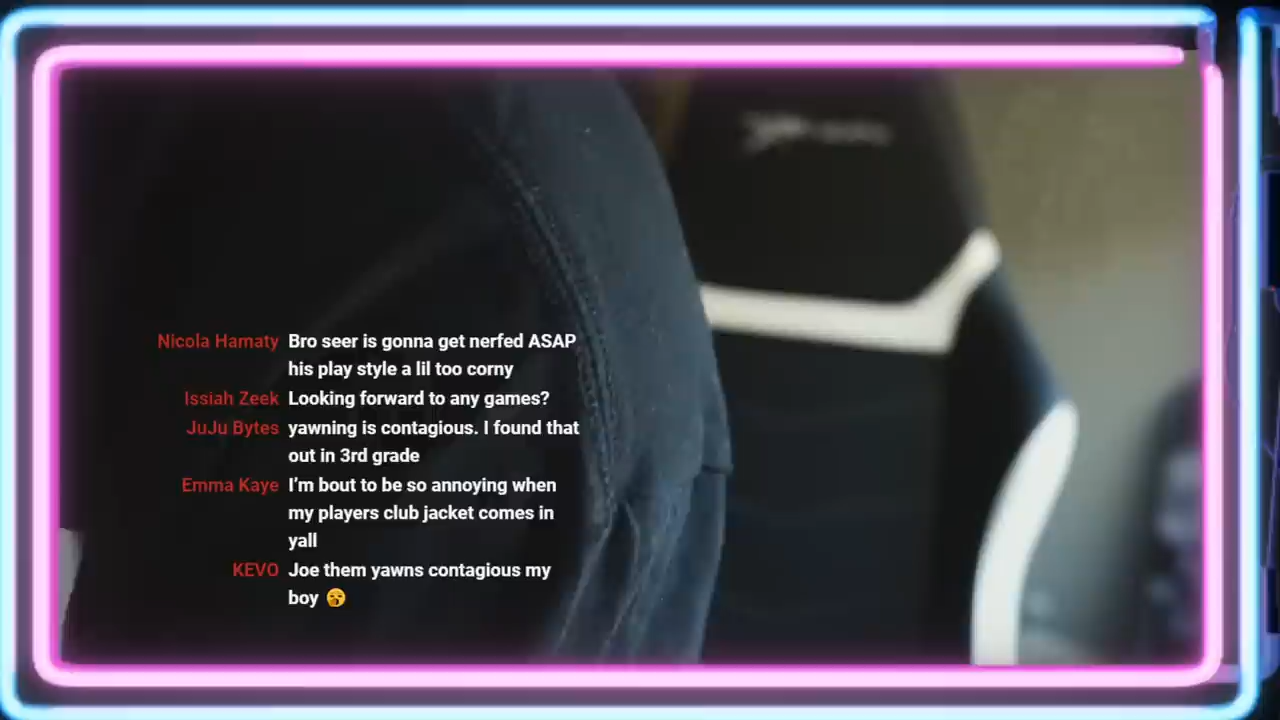 Nicola Hamaty Bro seer is gonna get nerfed ASAP
his play style a lil too corny
Issiah Zeek Looking forward to any games?
JuJu Bytes yawning is contagious. I found that
out in 3rd grade
Emma Kaye I'm bout to be so annoying when
my players club jacket comes in
yall
KEVO Joe them yawns contagious my
boy 🥱